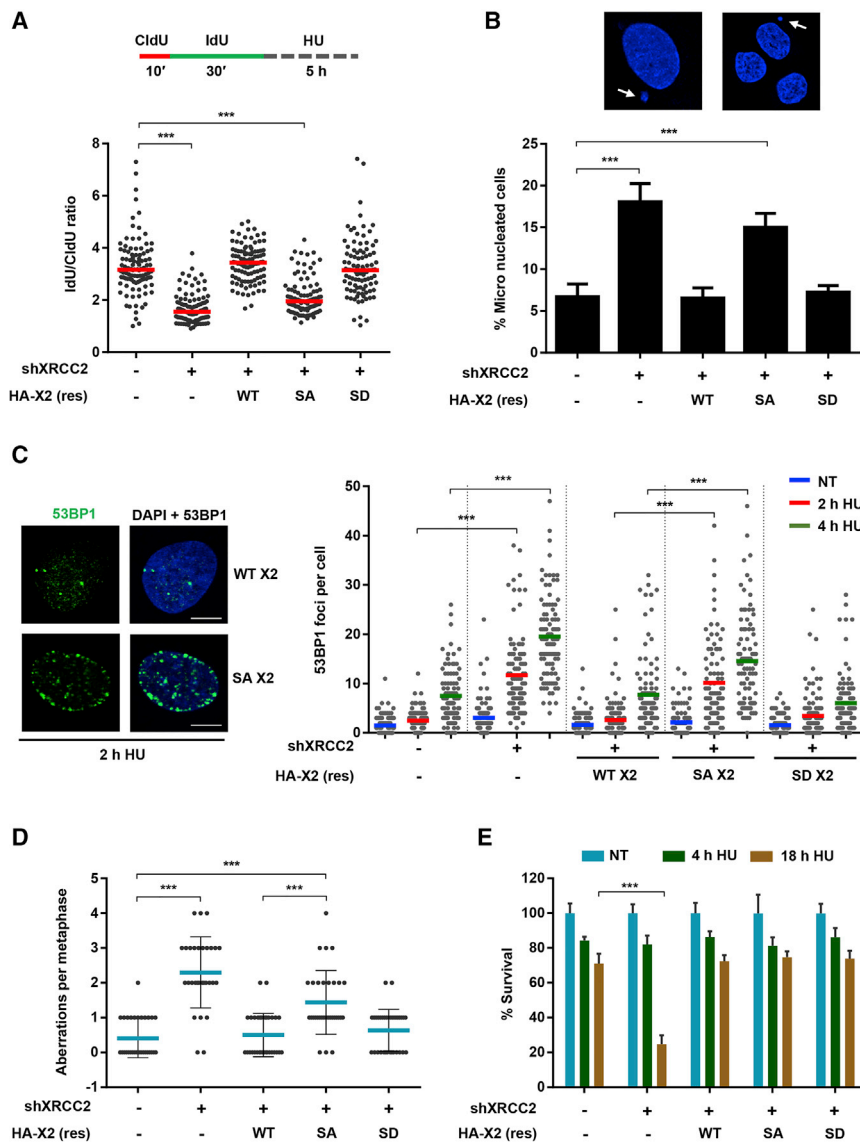 A
CldU IdU HU
10′ 30′ 5 h
***
***
IdU/CldU ratio
8
6
4
2
0
shXRCC2 - + + + +
HA-X2 (res) - - WT SA SD
B
***
***
% Micro nucleated cells
25
20
15
10
5
0
shXRCC2 - + + + +
HA-X2 (res) - - WT SA SD
C
53BP1 DAPI + 53BP1
WT X2
SA X2
2 h HU
NT
2 h HU
4 h HU
*** ***
*** ***
53BP1 foci per cell
50
40
30
20
10
0
shXRCC2 - + + + +
HA-X2 (res) - - WT X2 SA X2 SD X2
D
***
*** ***
Aberrations per metaphase
5
4
3
2
1
0
-1
shXRCC2 - + + + +
HA-X2 (res) - - WT SA SD
E
NT 4 h HU 18 h HU
***
% Survival
120
100
80
60
40
20
0
shXRCC2 - + + + +
HA-X2 (res) - - WT SA SD